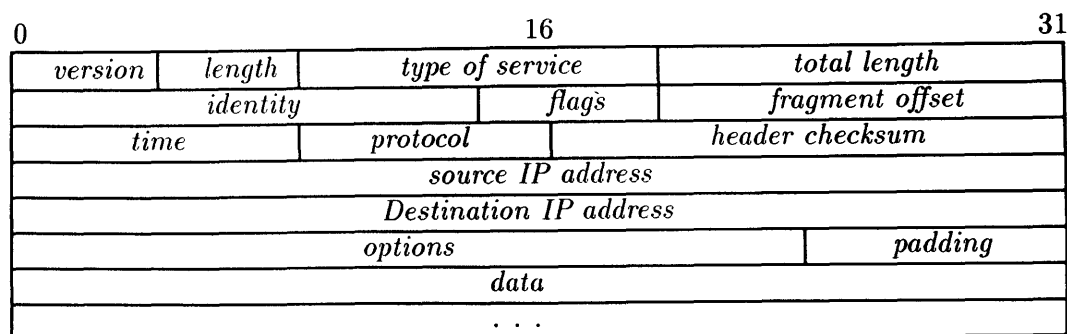 0 16 31
version length type of service total length
identity flags fragment offset
time protocol header checksum
source IP address
Destination IP address
options padding
data
. . .